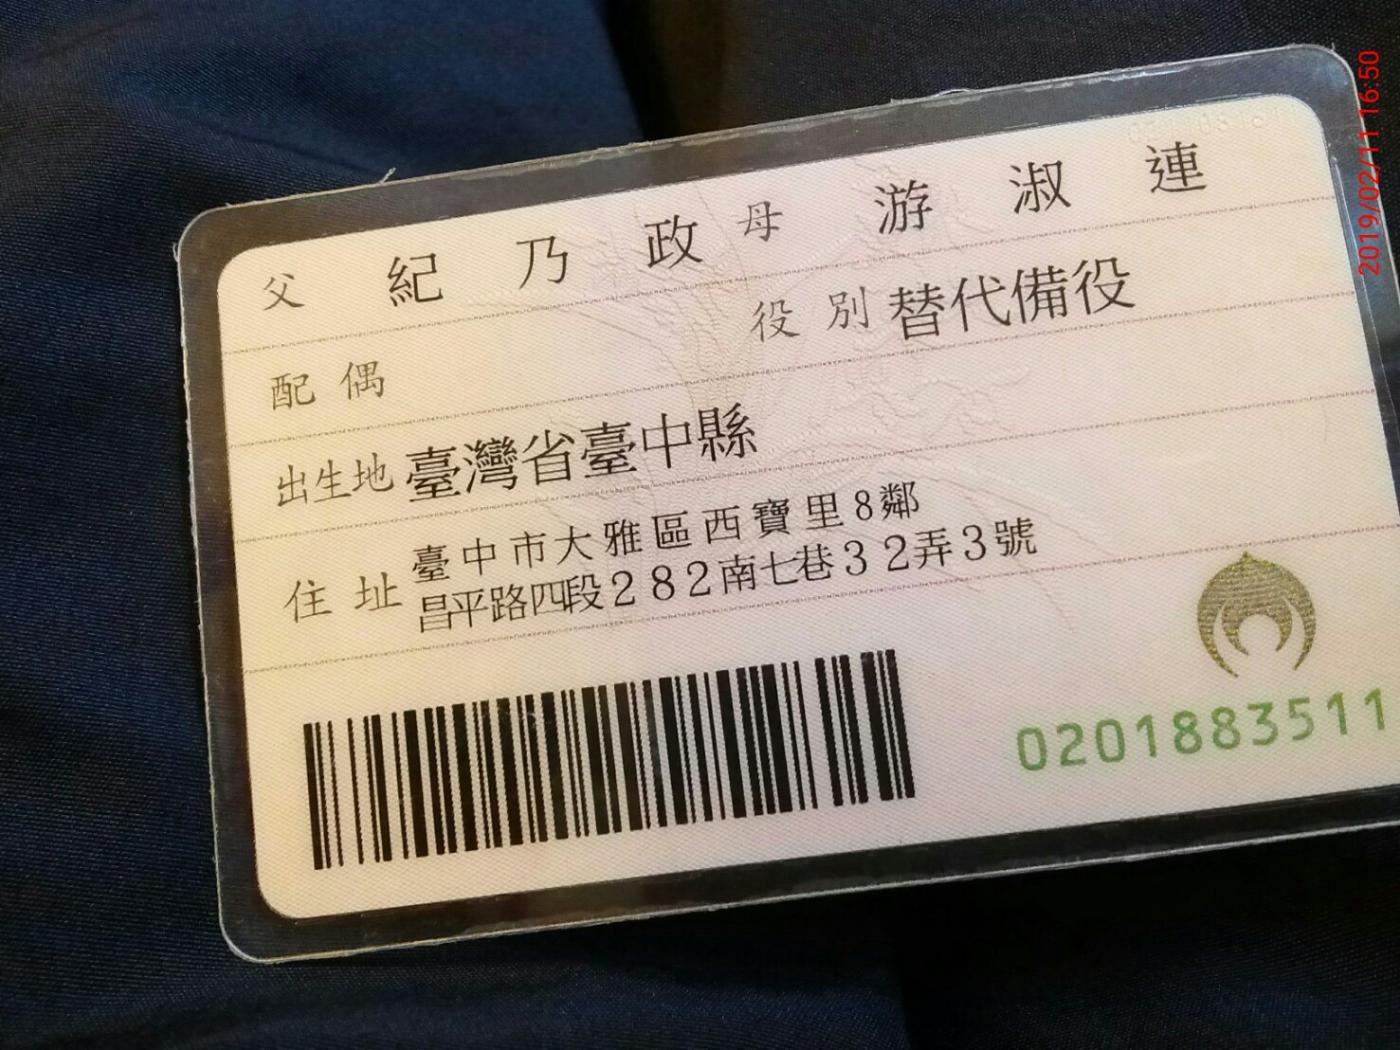 父 紀乃政 母 游淑連
配偶 役別 替代備役
出生地 臺灣省臺中縣
住址 臺中市大雅區西寶里8鄰
昌平路四段282南七巷32弄3號
0201883511
2019/02/11 16:50